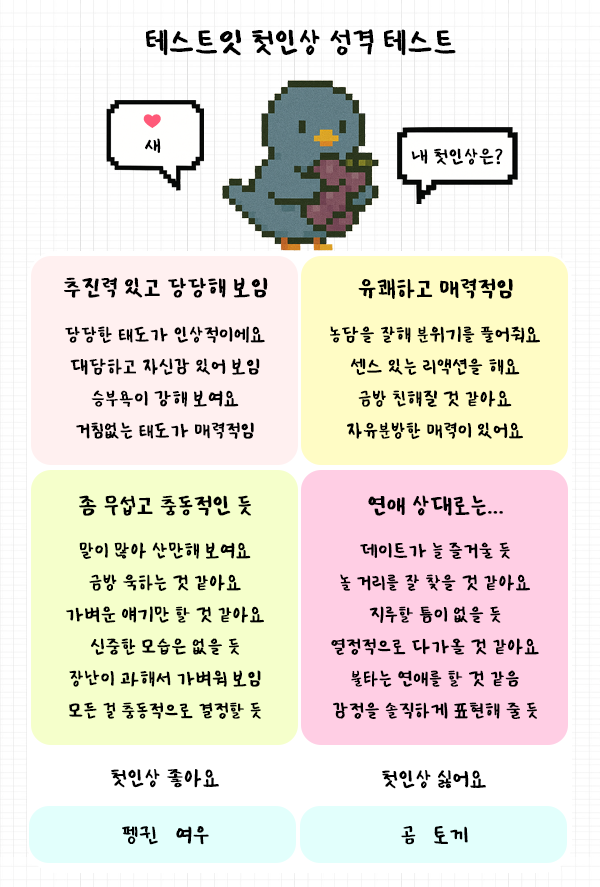 테스트잇 첫인상 성격 테스트
새
내 첫인상은?
추진력 있고 당당해 보임
당당한 태도가 인상적이에요
대담하고 자신감 있어 보임
승부욕이 강해 보여요
거침없는 태도가 매력적임
유쾌하고 매력적임
농담을 잘해 분위기를 풀어줘요
센스 있는 리액션을 해요
금방 친해질 것 같아요
자유분방한 매력이 있어요
좀 무섭고 충동적인 듯
말이 많아 산만해 보여요
금방 욱하는 것 같아요
가벼운 얘기만 할 것 같아요
신중한 모습은 없을 듯
장난이 과해서 가벼워 보임
모든 걸 충동적으로 결정할 듯
연애 상대로는...
데이트가 늘 즐거울 듯
놀 거리를 잘 찾을 것 같아요
지루할 틈이 없을 듯
열정적으로 다가올 것 같아요
불타는 연애를 할 것 같음
감정을 솔직하게 표현해 줄 듯
첫인상 좋아요
첫인상 싫어요
펭귄 여우
곰 토끼